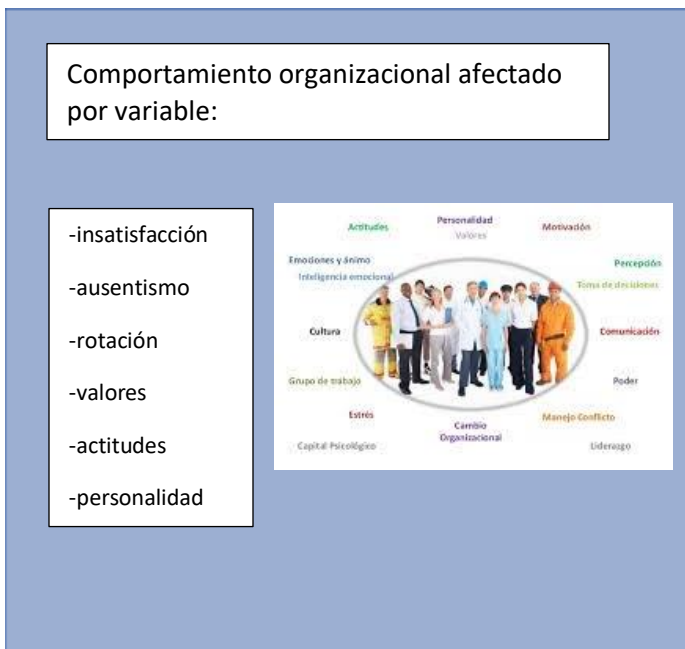 Comportamiento organizacional afectado
por variable:
-insatisfacción
-ausentismo
-rotación
-valores
-actitudes
-personalidad
Actitudes
Personalidad
Valores
Motivación
Emociones y ánimo
Inteligencia emocional
Percepción
Toma de decisiones
Cultura
Comunicación
Grupo de trabajo
Poder
Estrés
Cambio
Organizacional
Manejo Conflicto
Capital Psicológico
Liderazgo